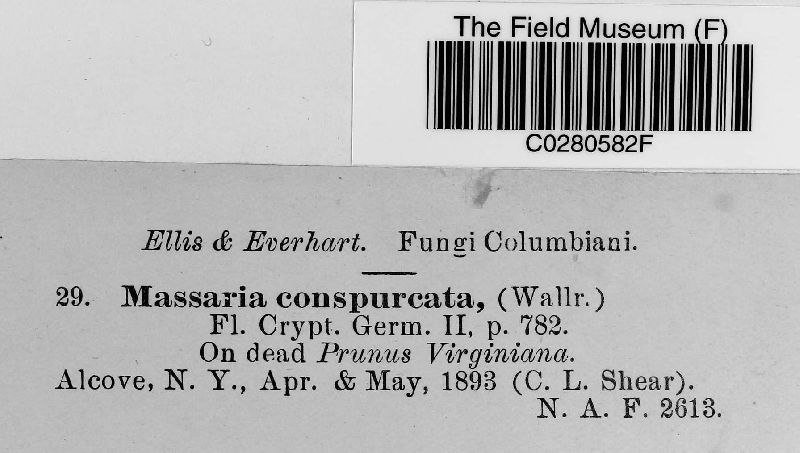 The Field Museum (F)
C0280582F
Ellis & Everhart. Fungi Columbiani.
29. Massaria conspurcata, (Wallr.)
Fl. Crypt. Germ. II, p. 782.
On dead Prunus Virginiana.
Alcove, N. Y., Apr. & May, 1893 (C. L. Shear).
N. A. F. 2613.